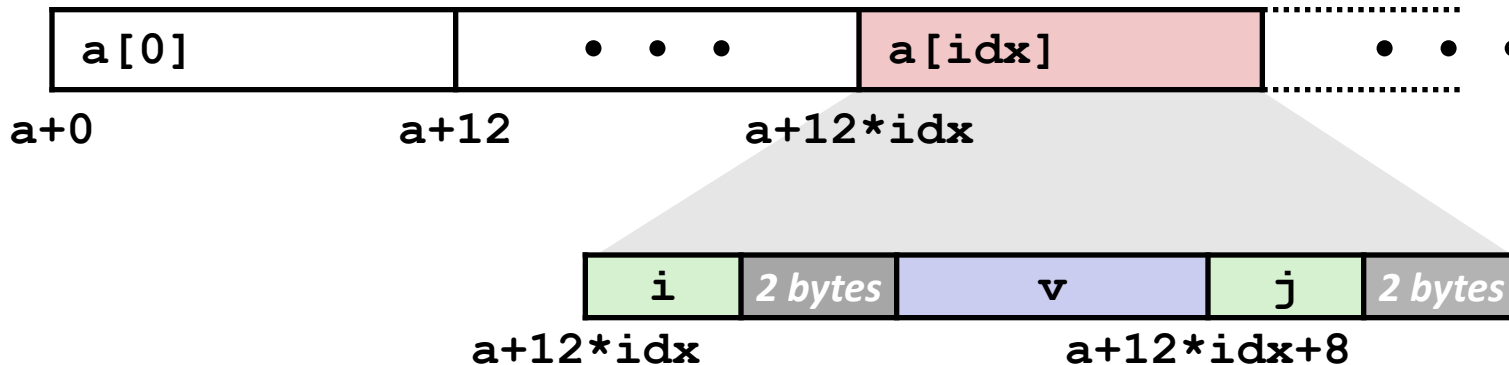 a[0] • • • a[idx] • • •
a+0 a+12 a+12*idx
i 2 bytes v j 2 bytes
a+12*idx a+12*idx+8